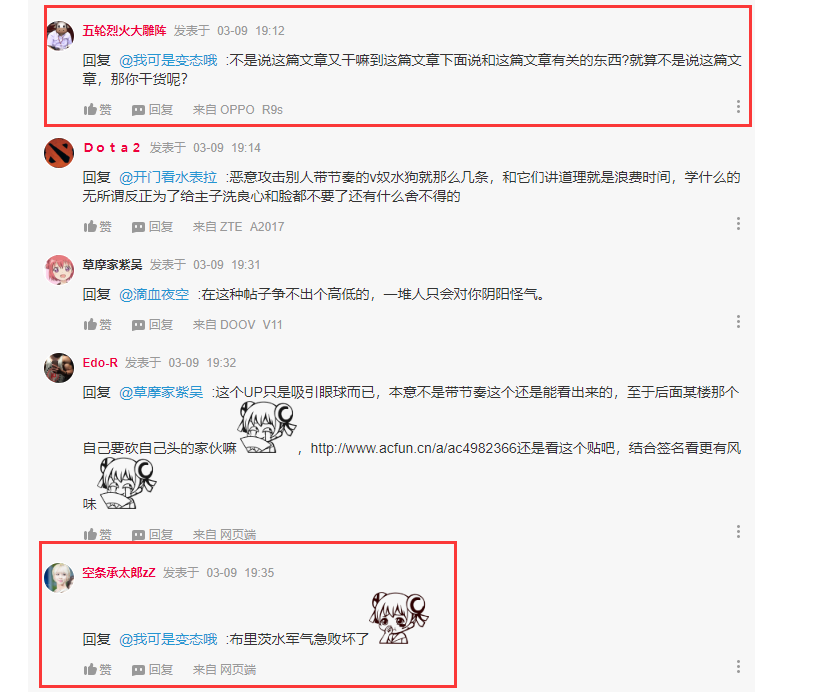 五轮烈火大雕阵 发表于 03-09 19:12
回复 @我可是变态哦 :不是说这篇文章又干嘛到这篇文章下面说和这篇文章有关的东西?就算不是说这篇文
章，那你干货呢?
赞 回复 来自 OPPO R9s
Dota2 发表于 03-09 19:14
回复 @开门看水表拉 :恶意攻击别人带节奏的v奴水狗就那么几条，和它们讲道理就是浪费时间，学什么的
无所谓反正为了给主子洗良心和脸都不要了还有什么舍不得的
赞 回复 来自 ZTE A2017
草摩家紫吴 发表于 03-09 19:31
回复 @滴血夜空 :在这种帖子争不出个高低的，一堆人只会对你阴阳怪气。
赞 回复 来自 DOOV V11
Edo-R 发表于 03-09 19:32
回复 @草摩家紫吴 :这个UP只是吸引眼球而已，本意不是带节奏这个还是能看出来的，至于后面某楼那个
自己要砍自己头的家伙嘛 ，http://www.acfun.cn/a/ac4982366还是看这个贴吧，结合签名看更有风
味
赞 回复 来自 网页端
空条承太郎zZ 发表于 03-09 19:35
回复 @我可是变态哦 :布里茨水军气急败坏了
赞 回复 来自 网页端